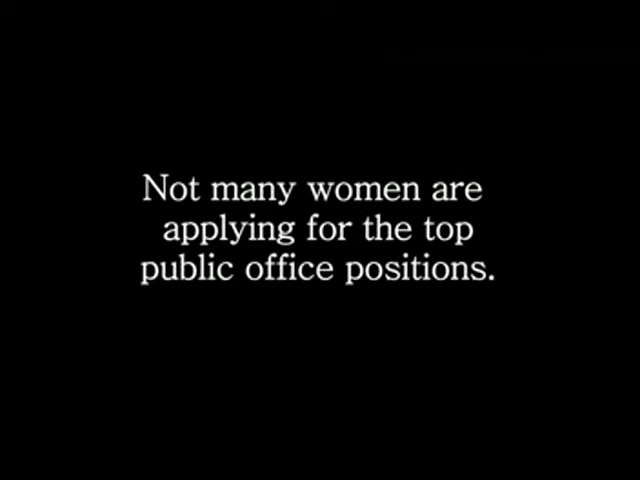 Not many women are
applying for the top
public office positions.